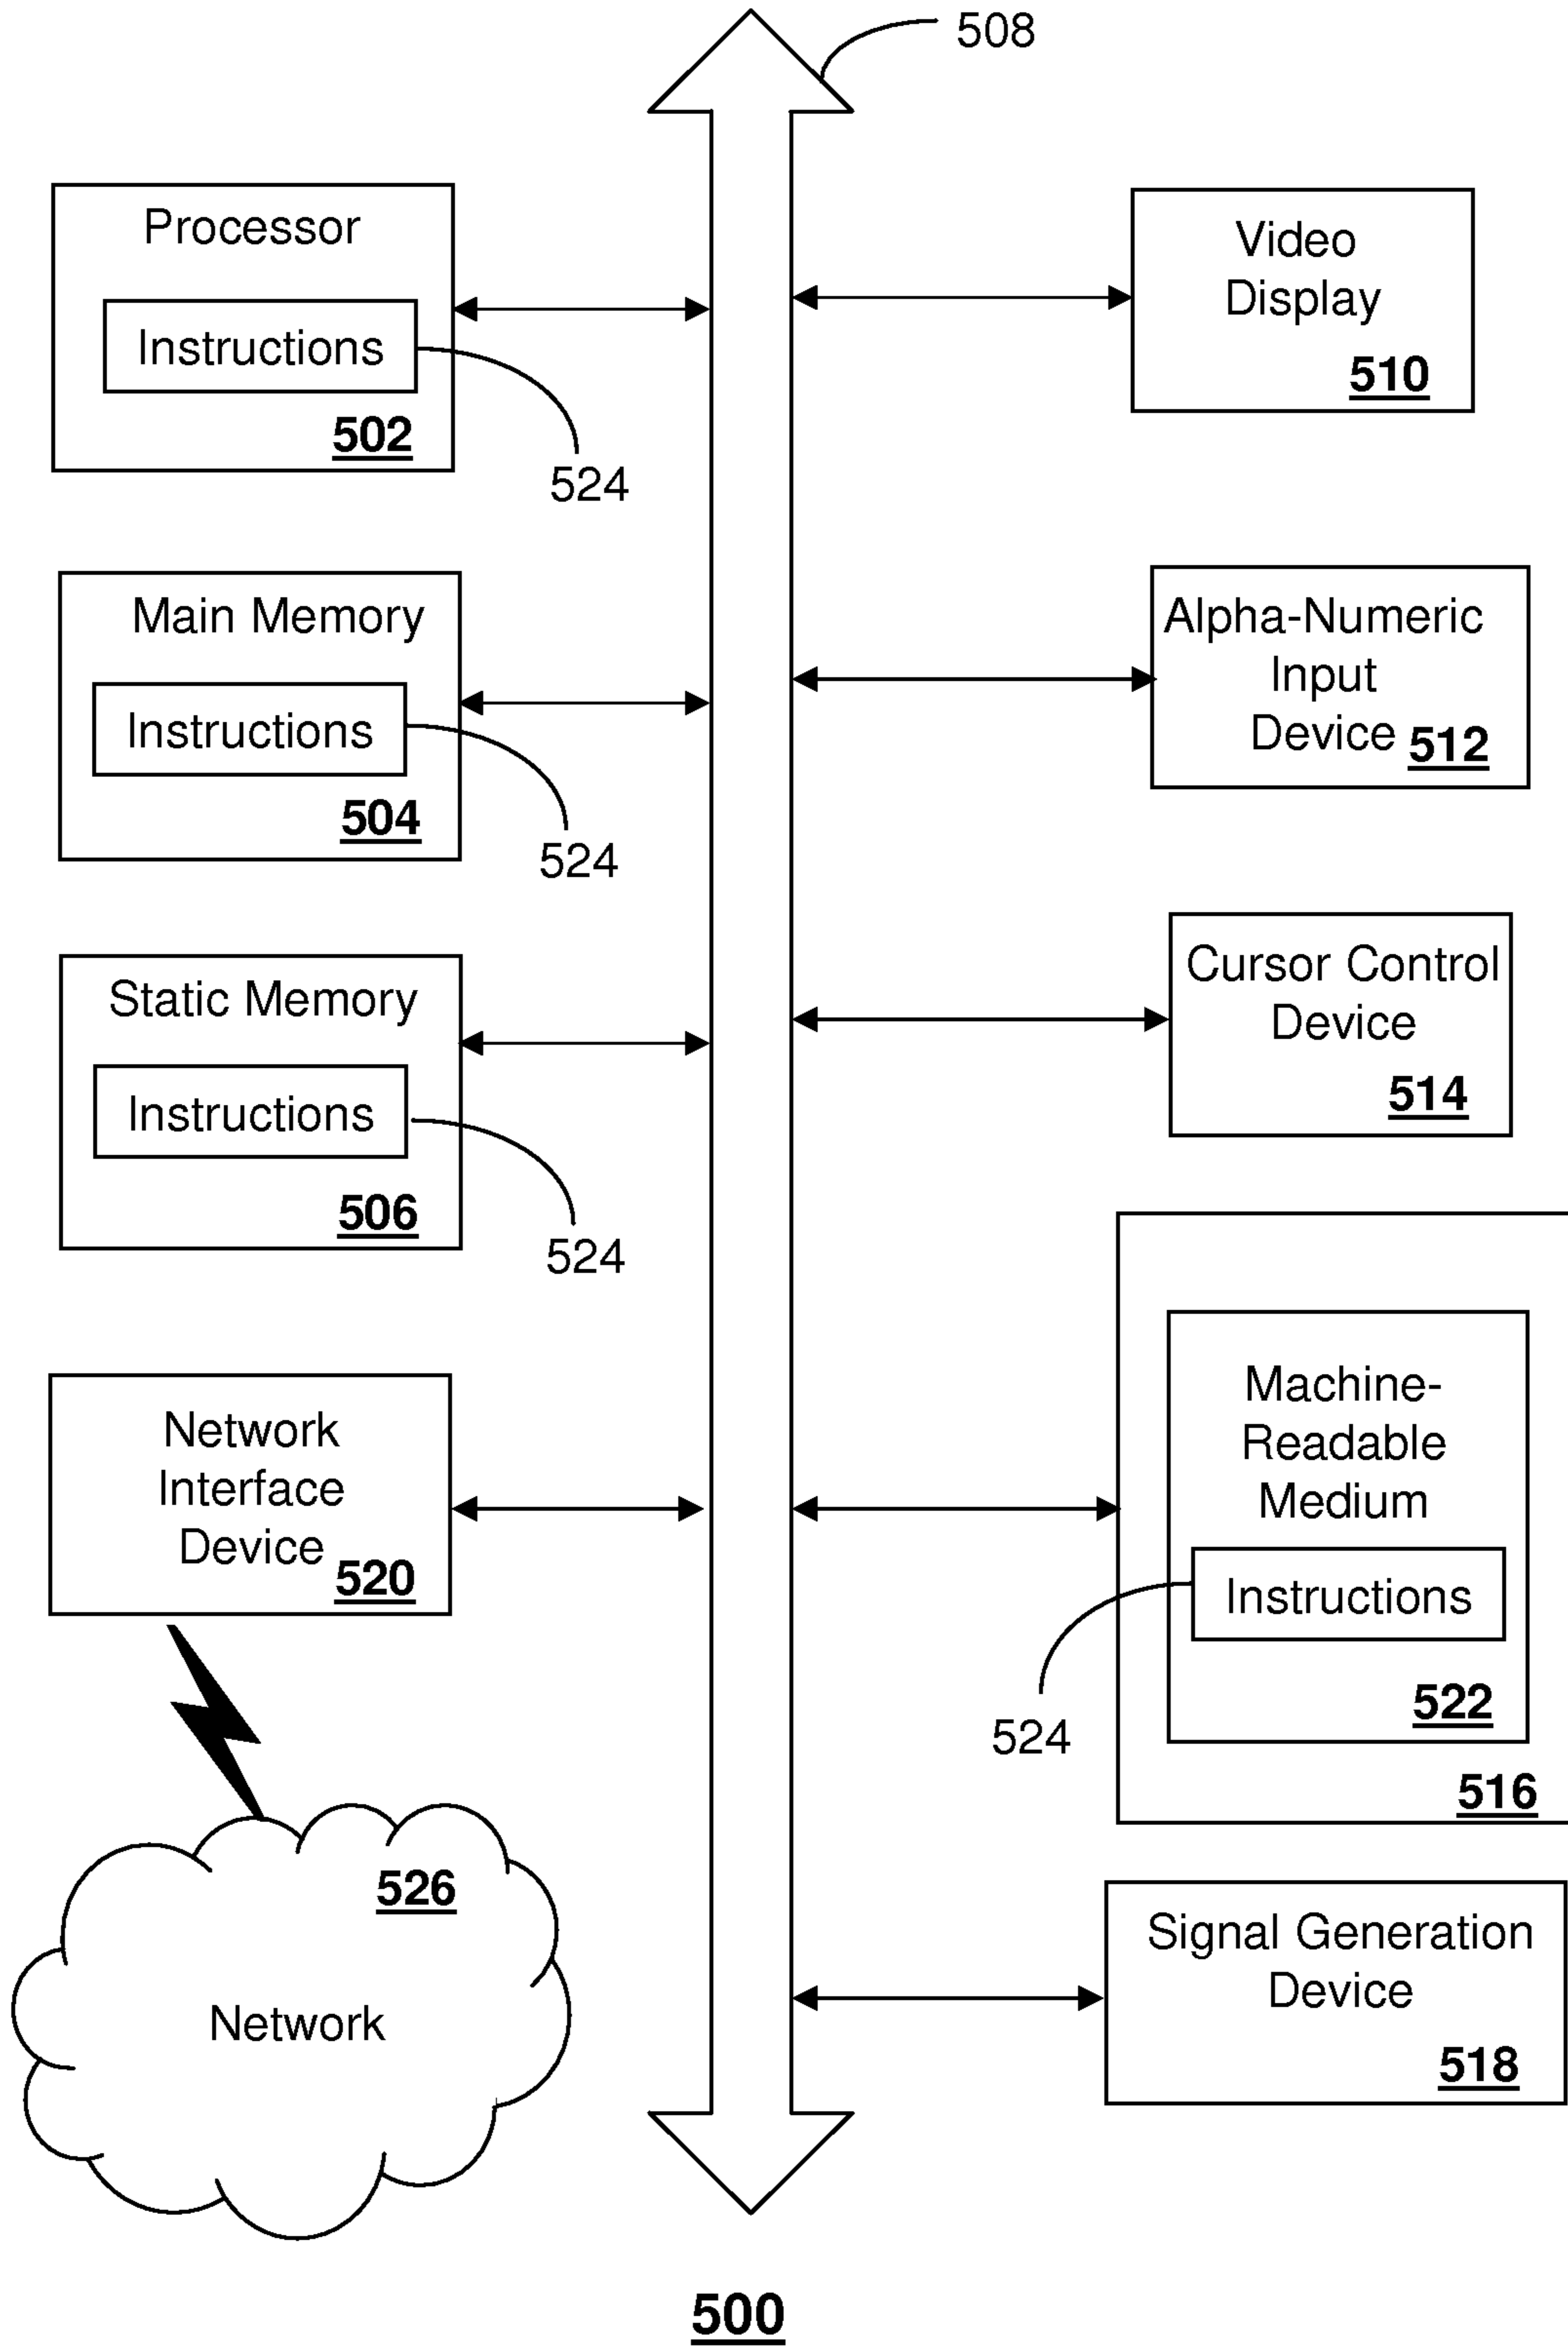 508
Processor
Instructions
502
524
Video
Display
510
Main Memory
Instructions
504
524
Alpha-Numeric
Input
Device 512
Static Memory
Instructions
506
524
Cursor Control
Device
514
Network
Interface
Device 520
Machine-
Readable
Medium
Instructions
522
524
516
526
Network
Signal Generation
Device
518
500